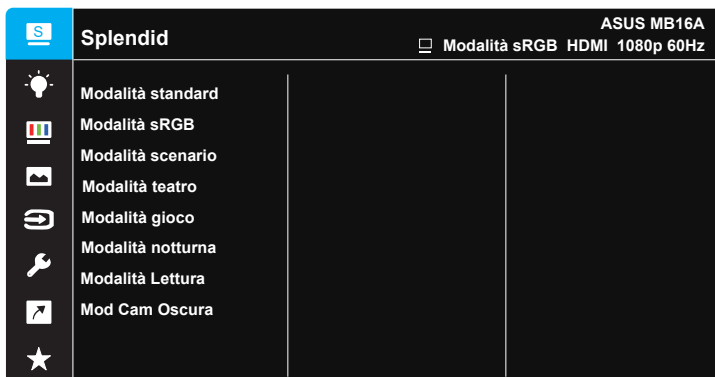 S
Splendid
ASUS MB16A
Modalità sRGB HDMI 1080p 60Hz
Modalità standard
Modalità sRGB
Modalità scenario
Modalità teatro
Modalità gioco
Modalità notturna
Modalità Lettura
Mod Cam Oscura